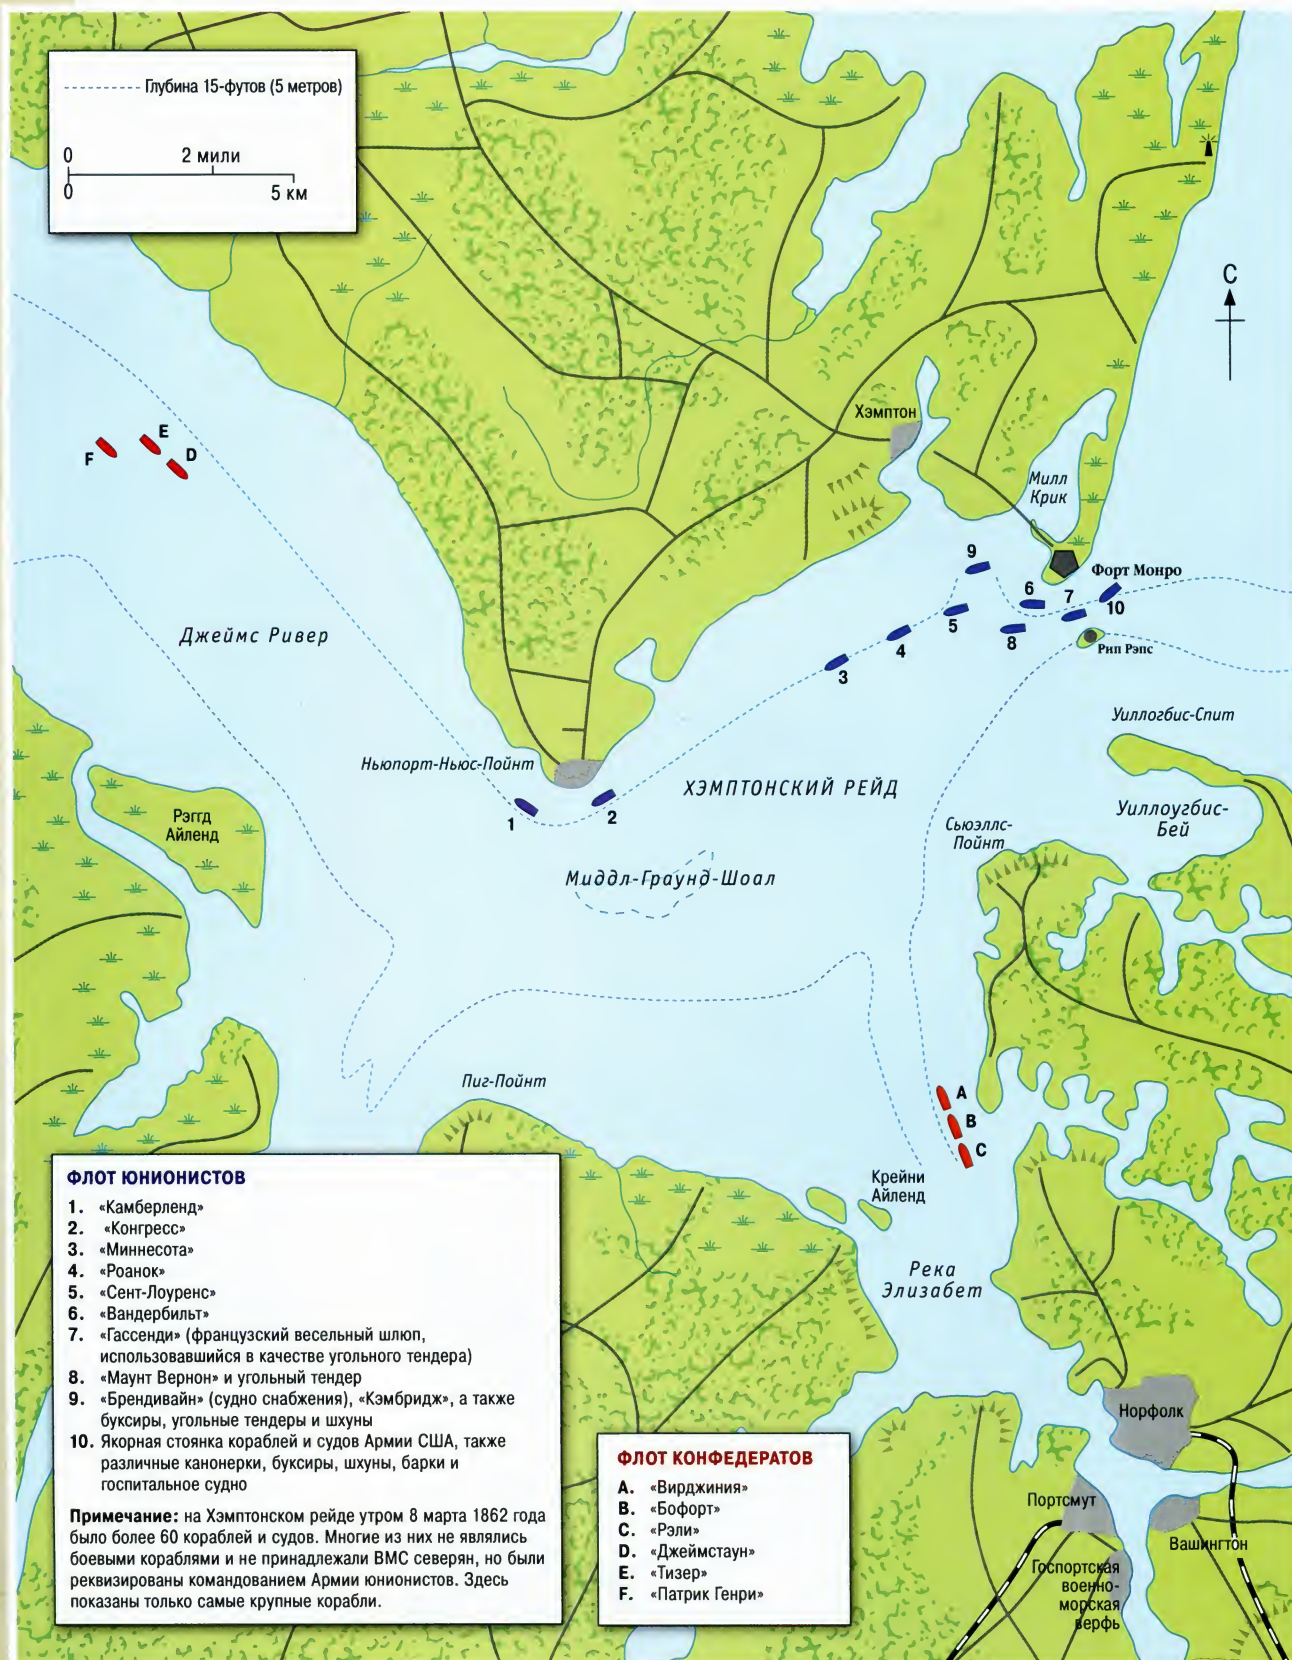 Глубина 15-футов (5 метров)
0 2 мили
0 5 км
С
Хэмптон
Милл
Крик
F
E
D
9
Форт Монро
6
7
10
5
8
4
Рип Рэпс
3
Джеймс Ривер
Уиллогбис-Спит
Ньюпорт-Ньюс-Пойнт
ХЭМПТОНСКИЙ РЕЙД
1
2
Рэггд
Айленд
Уиллоугбис-
Бей
Сьюэллс-
Пойнт
Миддл-Граунд-Шоал
Пиг-Пойнт
A
B
C
Крейни
Айленд
Река
Элизабет
Норфолк
Портсмут
Вашингтон
Госпортская
военно-
морская
верфь
ФЛОТ ЮНИОНИСТОВ
1. «Камберленд»
2. «Конгресс»
3. «Миннесота»
4. «Роанок»
5. «Сент-Лоуренс»
6. «Вандербильт»
7. «Гассенди» (французский весельный шлюп,
использовавшийся в качестве угольного тендера)
8. «Маунт Вернон» и угольный тендер
9. «Брендивайн» (судно снабжения), «Кэмбридж», а также
буксиры, угольные тендеры и шхуны
10. Якорная стоянка кораблей и судов Армии США, также
различные канонерки, буксиры, шхуны, барки и
госпитальное судно
Примечание: на Хэмптонском рейде утром 8 марта 1862 года
было более 60 кораблей и судов. Многие из них не являлись
боевыми кораблями и не принадлежали ВМС северян, но были
реквизированы командованием Армии юнионистов. Здесь
показаны только самые крупные корабли.
ФЛОТ КОНФЕДЕРАТОВ
A. «Вирджиния»
B. «Бофорт»
C. «Рэли»
D. «Джеймстаун»
E. «Тизер»
F. «Патрик Генри»